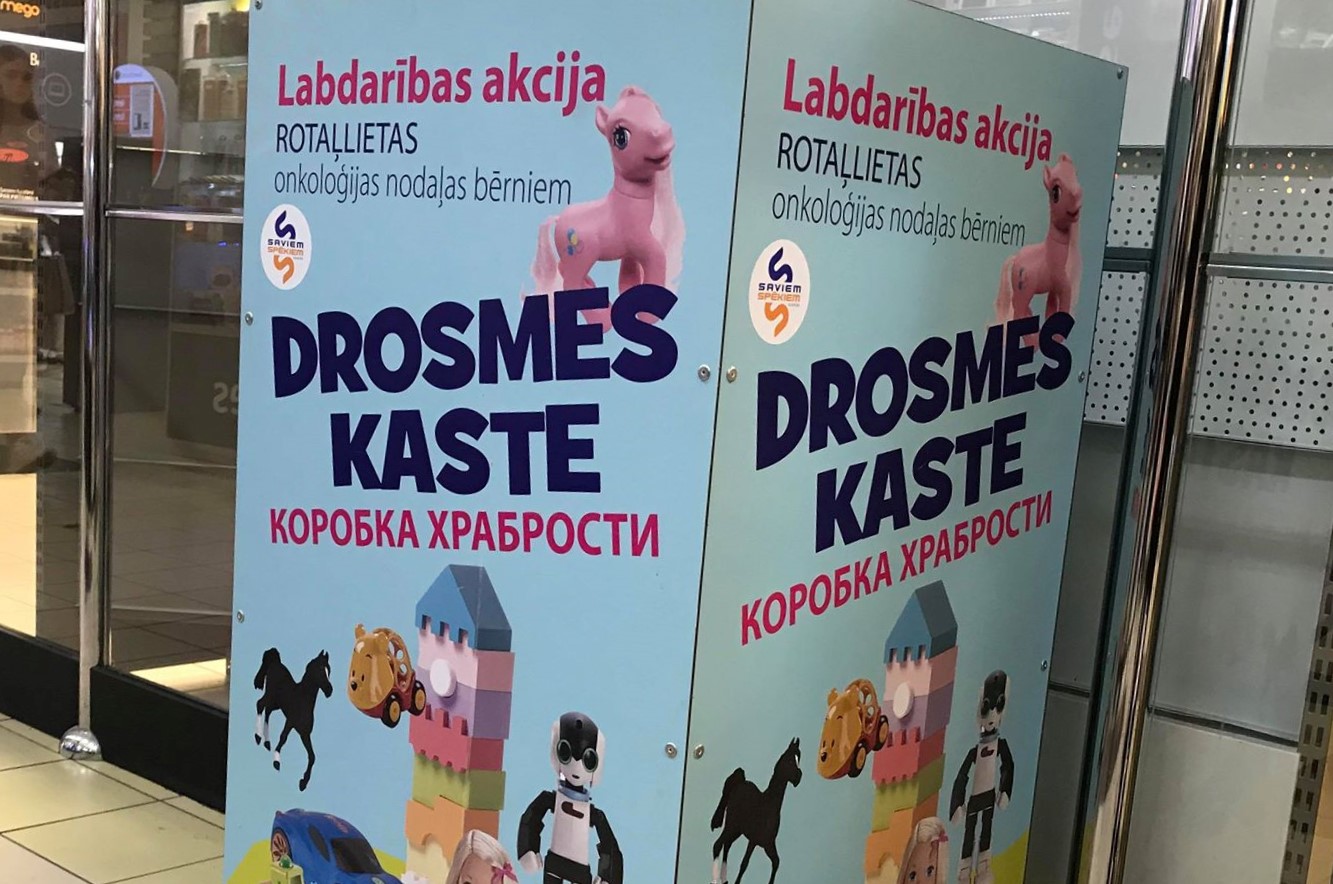 mego
Labdarības akcija
ROTAĻLIETAS
onkoloģijas nodaļas bērniem
SAVIEM
SPĒKIEM
DROSMES
KASTE
КОРОБКА ХРАБРОСТИ
Labdarības akcija
ROTAĻLIETAS
onkoloģijas nodaļas bērniem
SAVIEM
SPĒKIEM
DROSMES
KASTE
КОРОБКА ХРАБРОСТИ